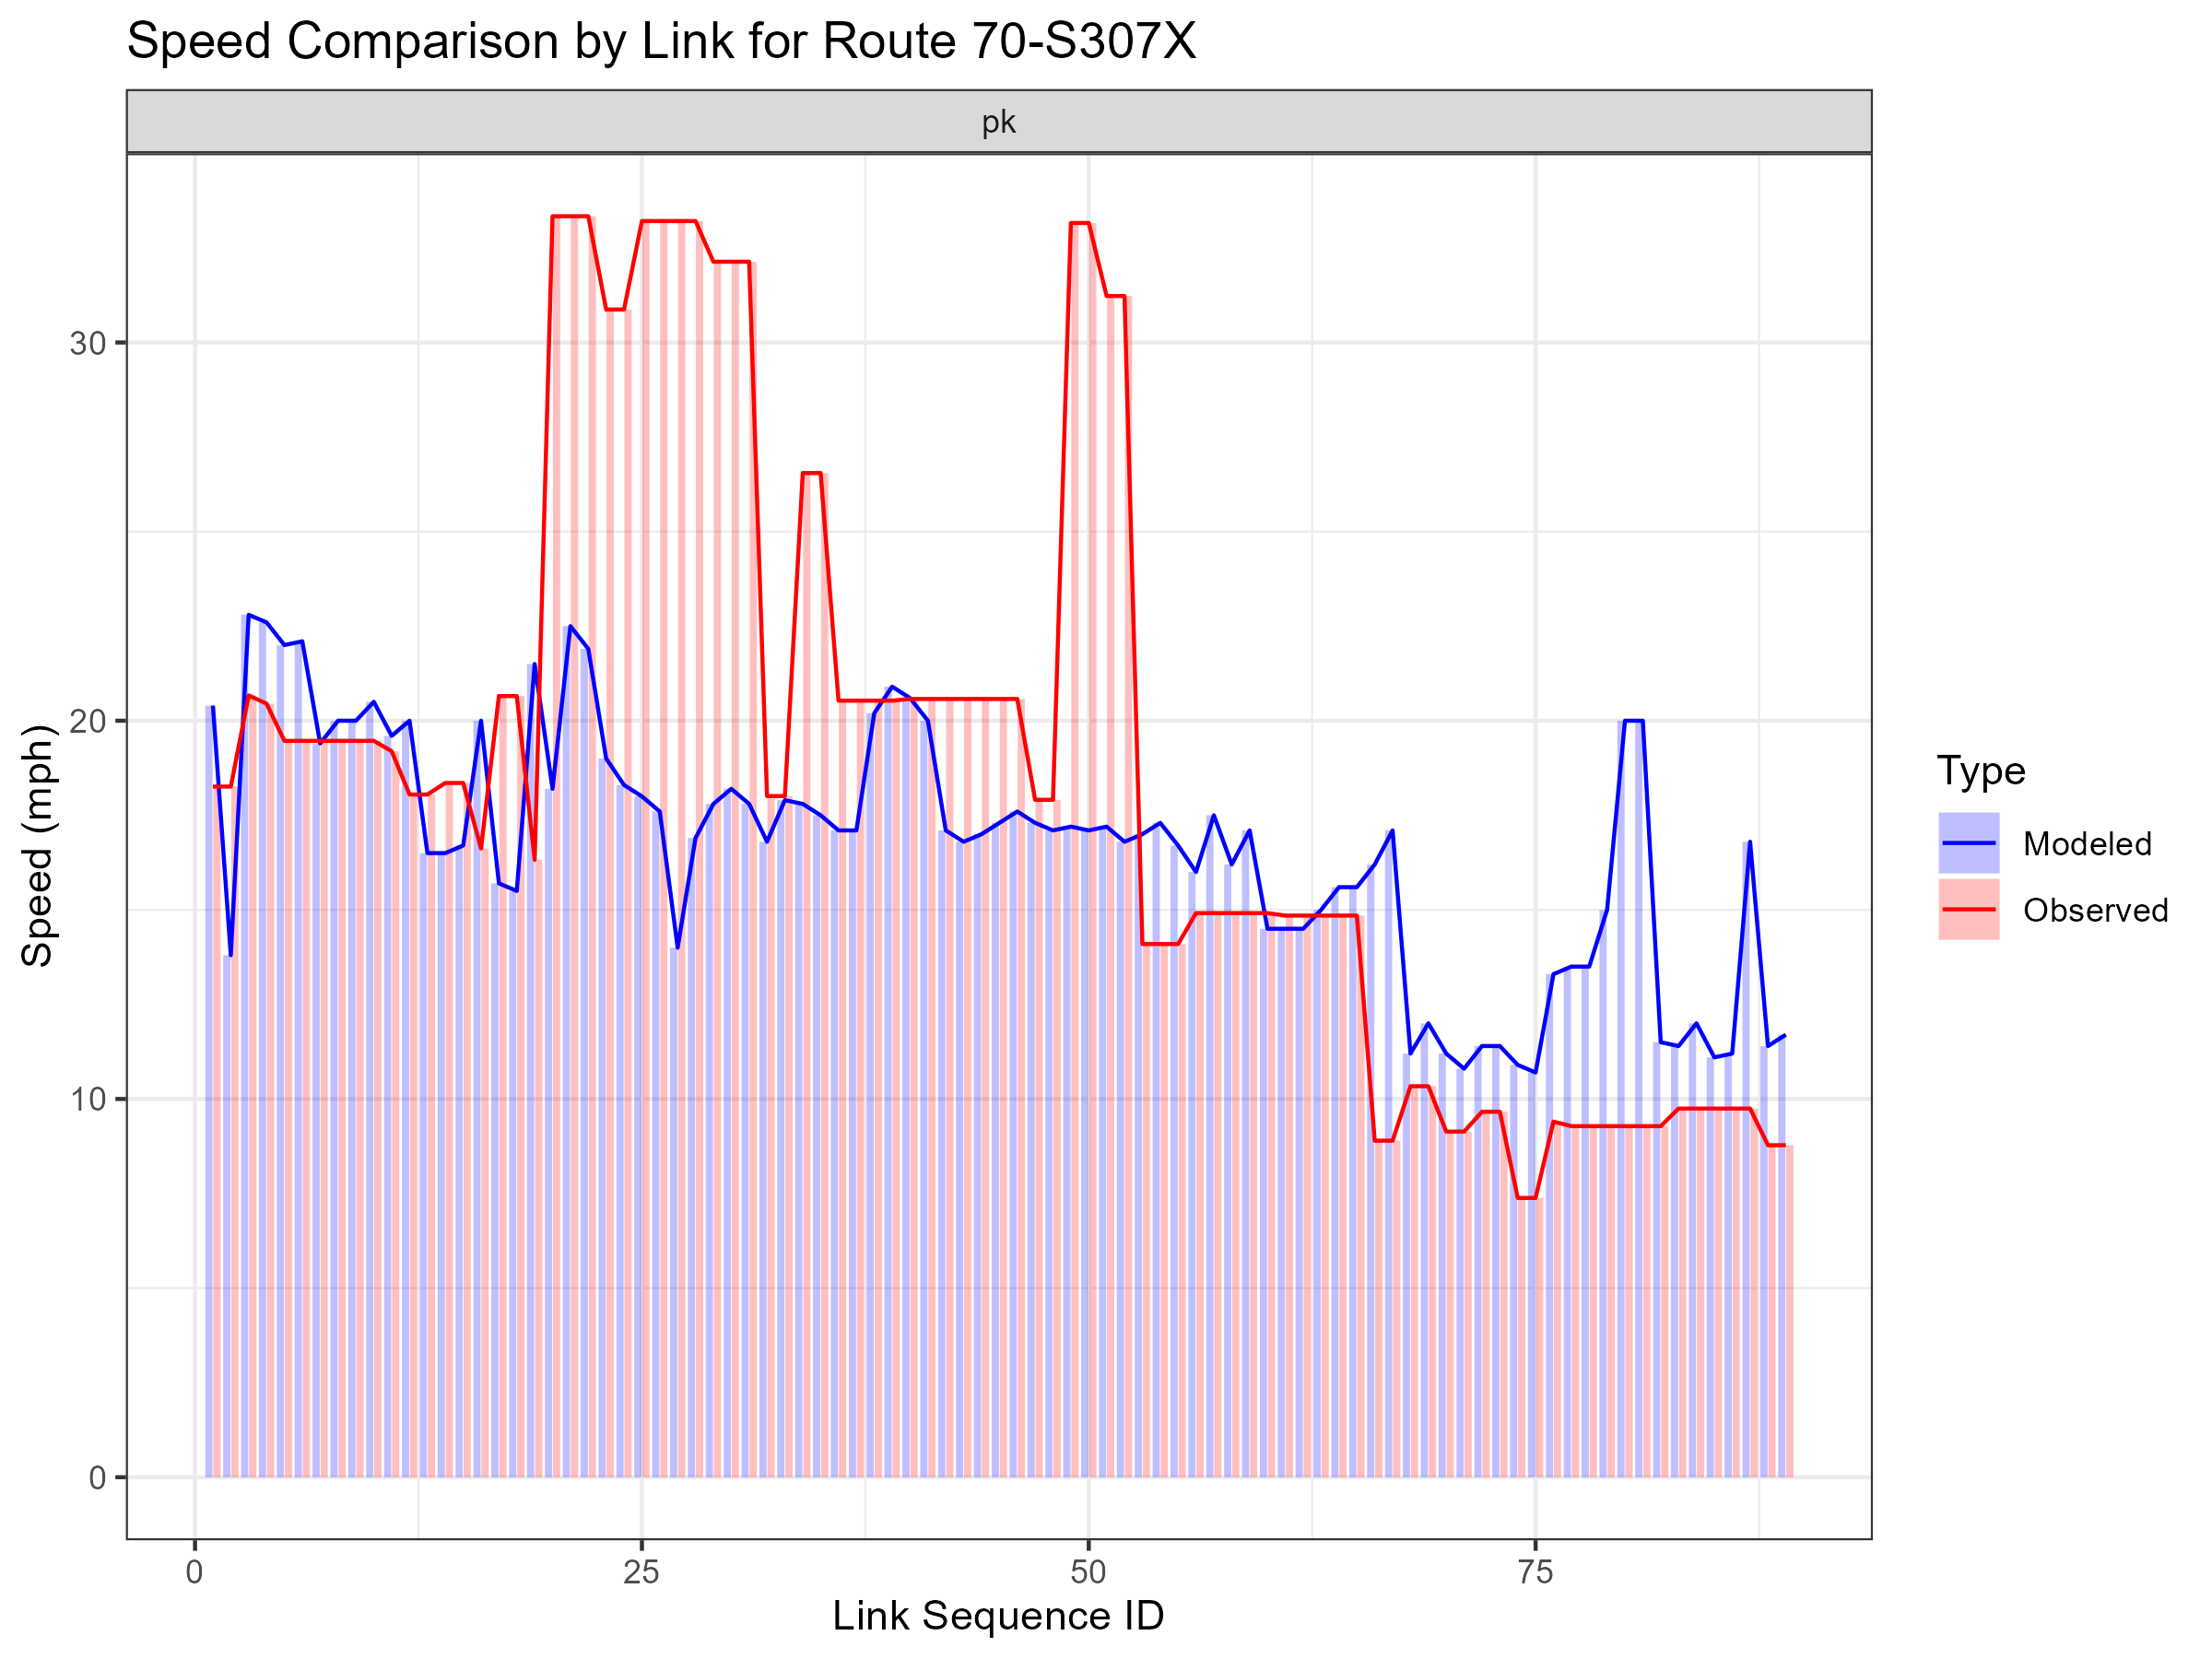 Speed Comparison by Link for Route 70-S307X
pk
30
20
10
0
Speed (mph)
0
25
50
75
Link Sequence ID
Type
Modeled
Observed